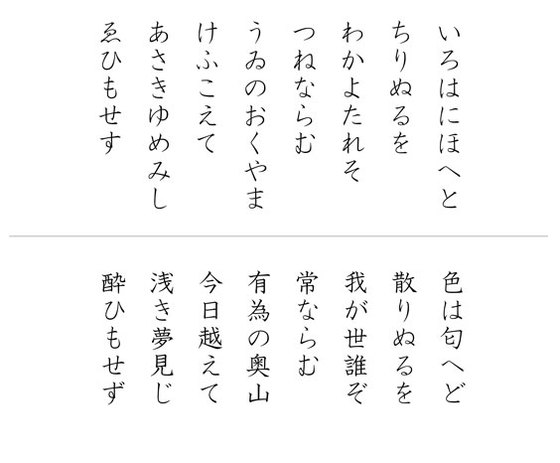 いろはにほへと
ちりぬるを
わかよたれそ
つねならむ
うゐのおくやま
けふこえて
あさきゆめみし
ゑひもせす
色は匂へど
散りぬるを
我が世誰ぞ
常ならむ
有為の奥山
今日越えて
浅き夢見じ
酔ひもせず